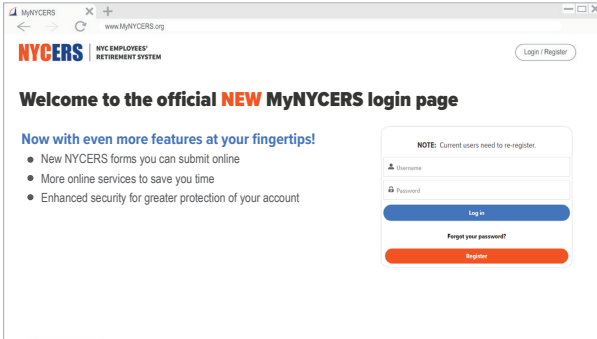 MyNYCERS
www.MyNYCERS.org
NYCERS
NYC EMPLOYEES'
RETIREMENT SYSTEM
Login / Register
Welcome to the official NEW MyNYCERS login page
Now with even more features at your fingertips!
New NYCERS forms you can submit online
More online services to save you time
Enhanced security for greater protection of your account
NOTE: Current users need to re-register.
Username
Password
Log in
Forgot your password?
Register